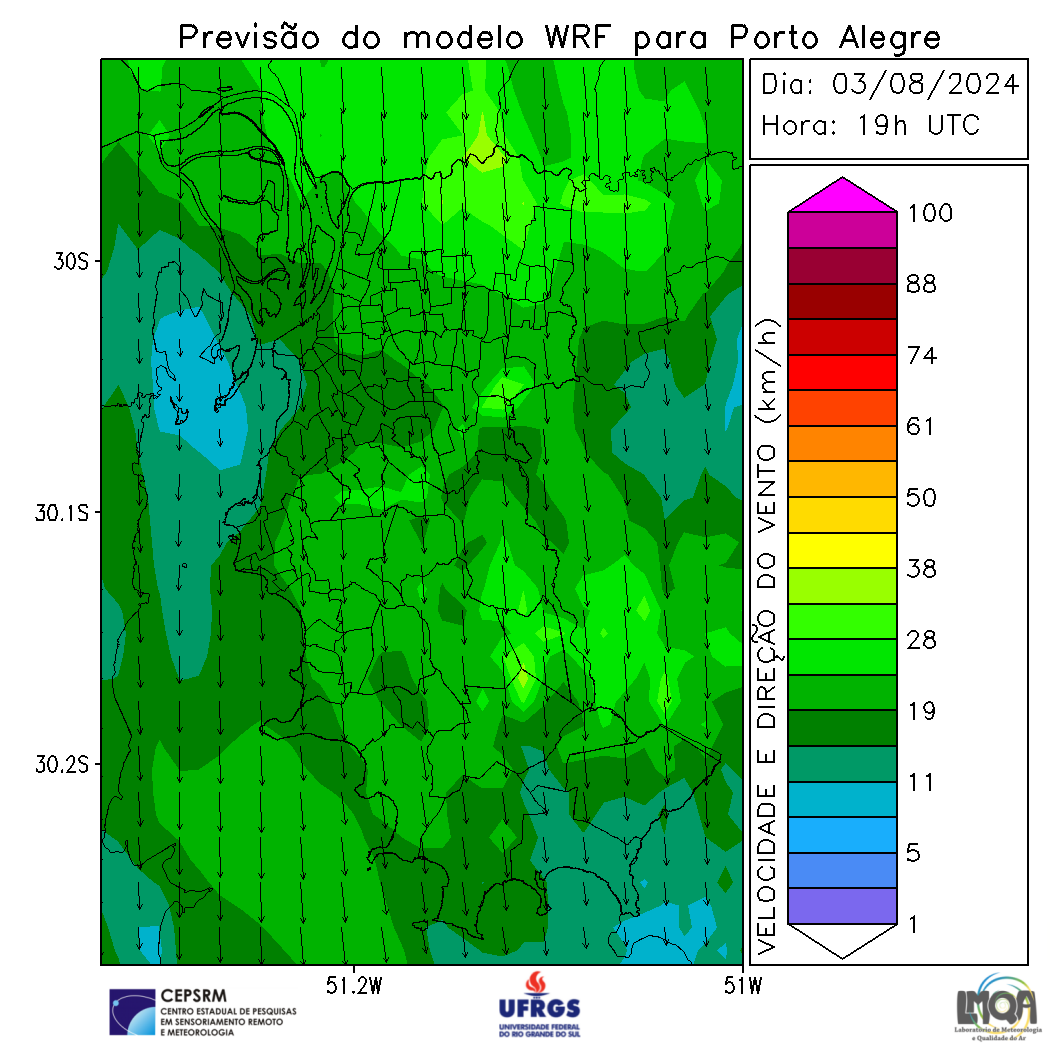 Previsão do modelo WRF para Porto Alegre
Dia: 03/08/2024
Hora: 19h UTC
30S
30.1S
30.2S
51.2W
51W
VELOCIDADE E DIREÇÃO DO VENTO (km/h)
100
88
74
61
50
38
28
19
11
5
1
CEPSRM
CENTRO ESTADUAL DE PESQUISAS
EM SENSORIAMENTO REMOTO
E METEOROLOGIA
UFRGS
UNIVERSIDADE FEDERAL
DO RIO GRANDE DO SUL
LMQA
Laboratório de Meteorologia
e Qualidade do Ar